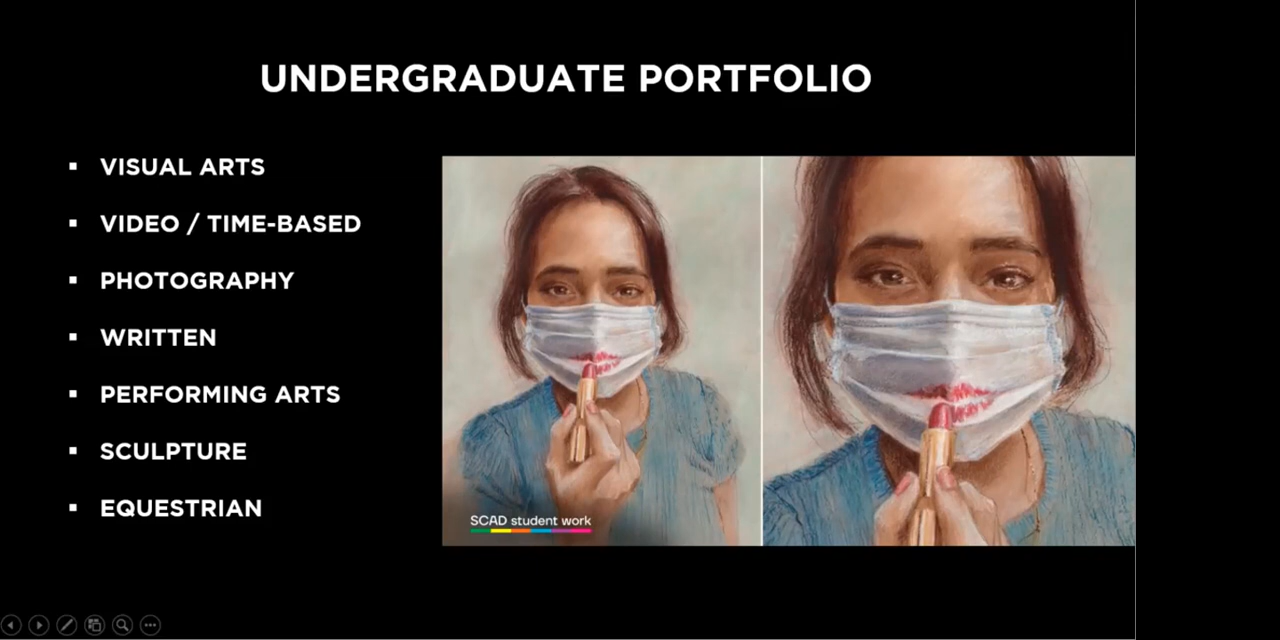 UNDERGRADUATE PORTFOLIO
VISUAL ARTS
VIDEO / TIME-BASED
PHOTOGRAPHY
WRITTEN
PERFORMING ARTS
SCULPTURE
EQUESTRIAN
SCAD student work